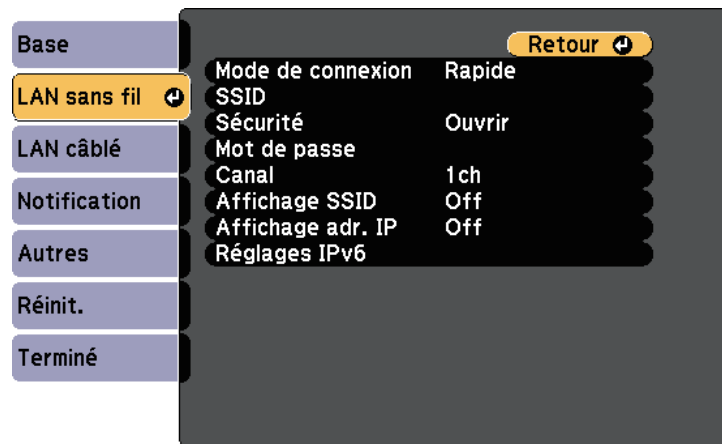 Base
LAN sans fil
LAN câblé
Notification
Autres
Réinit.
Terminé
Retour
Mode de connexion Rapide
SSID
Sécurité Ouvrir
Mot de passe
Canal 1ch
Affichage SSID Off
Affichage adr. IP Off
Réglages IPv6